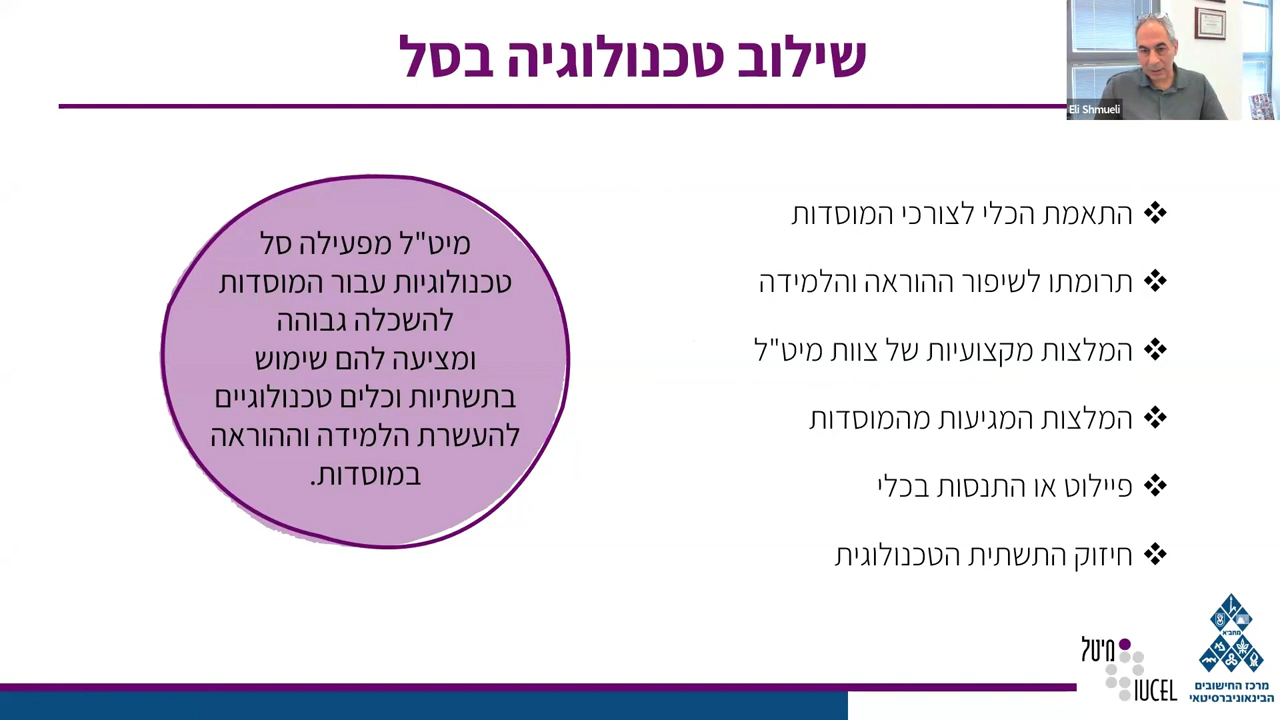 שילוב טכנולוגיה בסל
Eli Shmueli
התאמת הכלי לצורכי המוסדות
תרומתו לשיפור ההוראה והלמידה
המלצות מקצועיות של צוות מיט"ל
המלצות המגיעות מהמוסדות
פיילוט או התנסות בכלי
חיזוק התשתית הטכנולוגית
מיט"ל מפעילה סל
טכנולוגיות עבור המוסדות
להשכלה גבוהה
ומציעה להם שימוש
בתשתיות וכלים טכנולוגיים
להעשרת הלמידה וההוראה
במוסדות.
מיטל
IUCEL
מחב"א
מרכז החישובים
הבינאוניברסיטאי